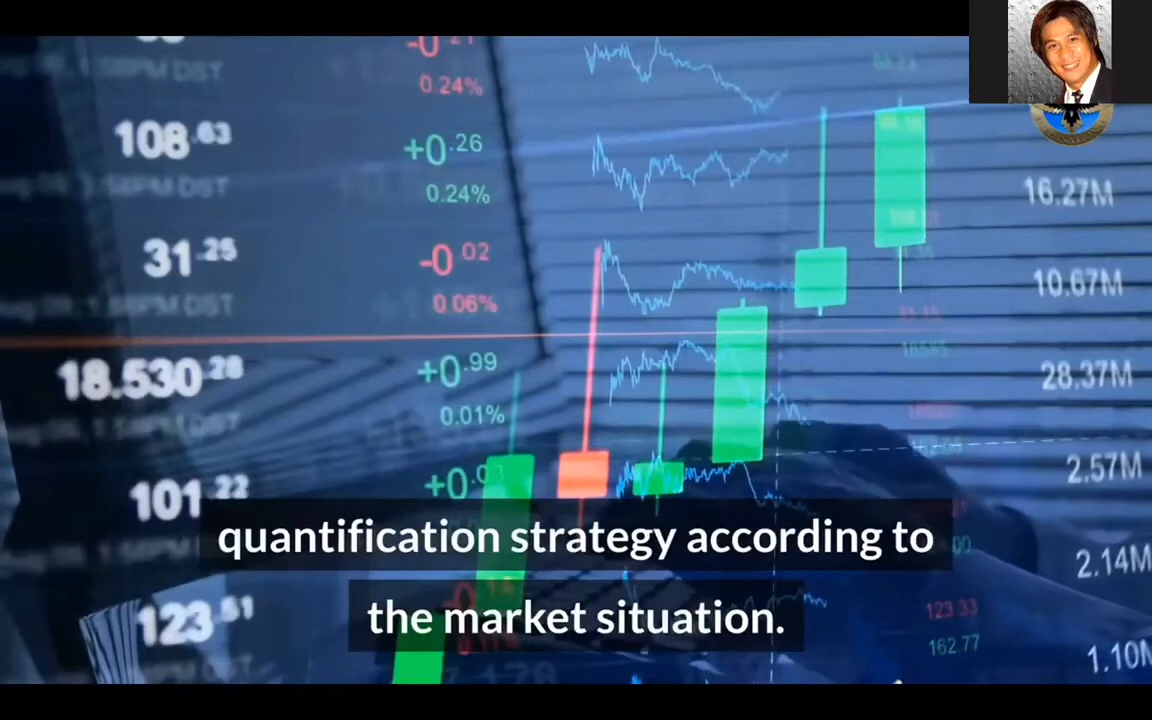 0.24%
108.63
+0.26
0.24%
16.27M
31.25
-0.02
0.06%
10.67M
18.530.28
+0.99
0.01%
28.37M
101.22
2.57M
quantification strategy according to
the market situation.
2.14M
123.51
123.33
162.77
1.10M